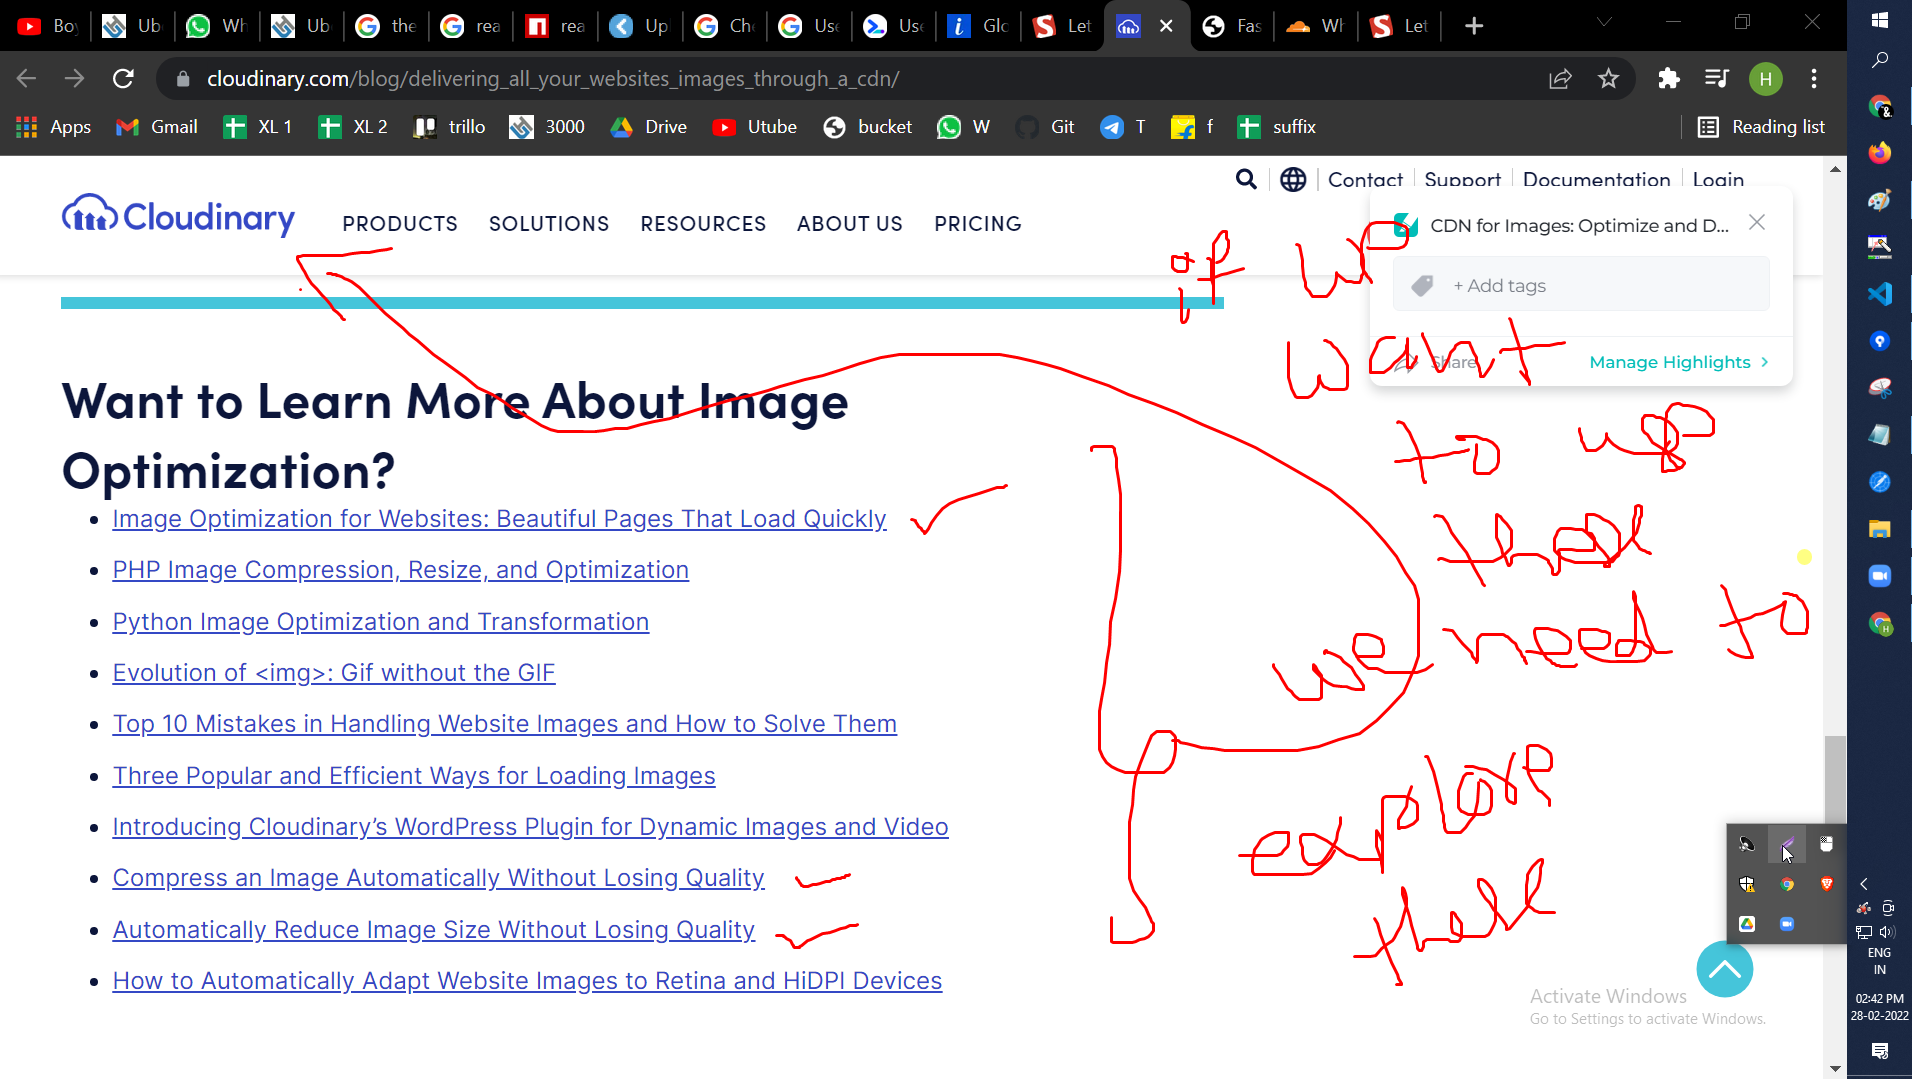 Boy
Ub
Wh
Ub
the
rea
rea
Up
Che
Use
Use
Glo
Let
Fas
Wh
Let
cloudinary.com/blog/delivering_all_your_websites_images_through_a_cdn/
H
Apps
Gmail
XL 1
XL 2
trillo
3000
Drive
Utube
bucket
W
Git
T
f
suffix
Reading list
Contact Support Documentation Login
Cloudinary
PRODUCTS SOLUTIONS RESOURCES ABOUT US PRICING
CDN for Images: Optimize and D...
+ Add tags
Share
Manage Highlights
if we
want
to use
then
we need to
explore
these
Want to Learn More About Image
Optimization?
Image Optimization for Websites: Beautiful Pages That Load Quickly
PHP Image Compression, Resize, and Optimization
Python Image Optimization and Transformation
Evolution of <img>: Gif without the GIF
Top 10 Mistakes in Handling Website Images and How to Solve Them
Three Popular and Efficient Ways for Loading Images
Introducing Cloudinary’s WordPress Plugin for Dynamic Images and Video
Compress an Image Automatically Without Losing Quality
Automatically Reduce Image Size Without Losing Quality
How to Automatically Adapt Website Images to Retina and HiDPI Devices
Activate Windows
Go to Settings to activate Windows.
ENG
IN
02:42 PM
28-02-2022